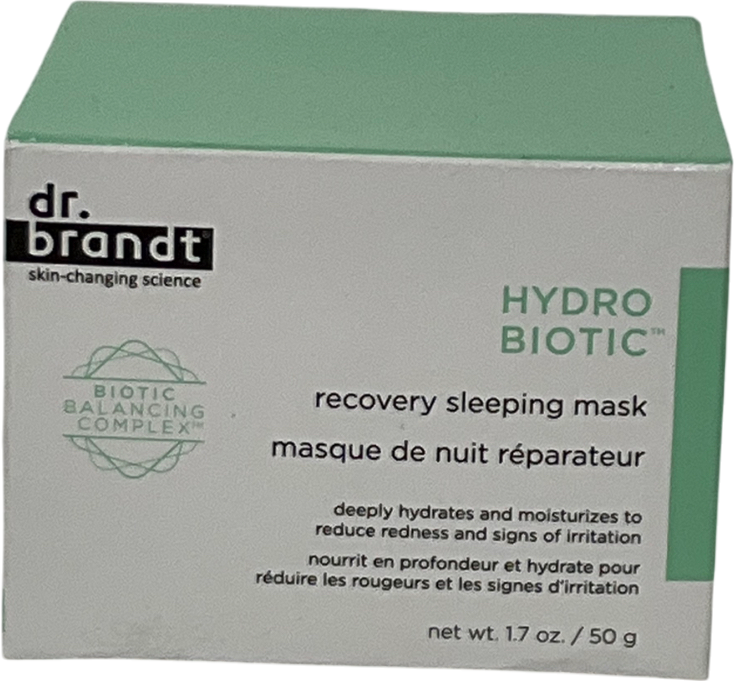 dr.
brandt
skin-changing science
HYDRO
BIOTIC™
BIOTIC
BALANCING
COMPLEX™
recovery sleeping mask
masque de nuit réparateur
deeply hydrates and moisturizes to
reduce redness and signs of irritation
nourrit en profondeur et hydrate pour
réduire les rougeurs et les signes d'irritation
net wt. 1.7 oz. / 50 g